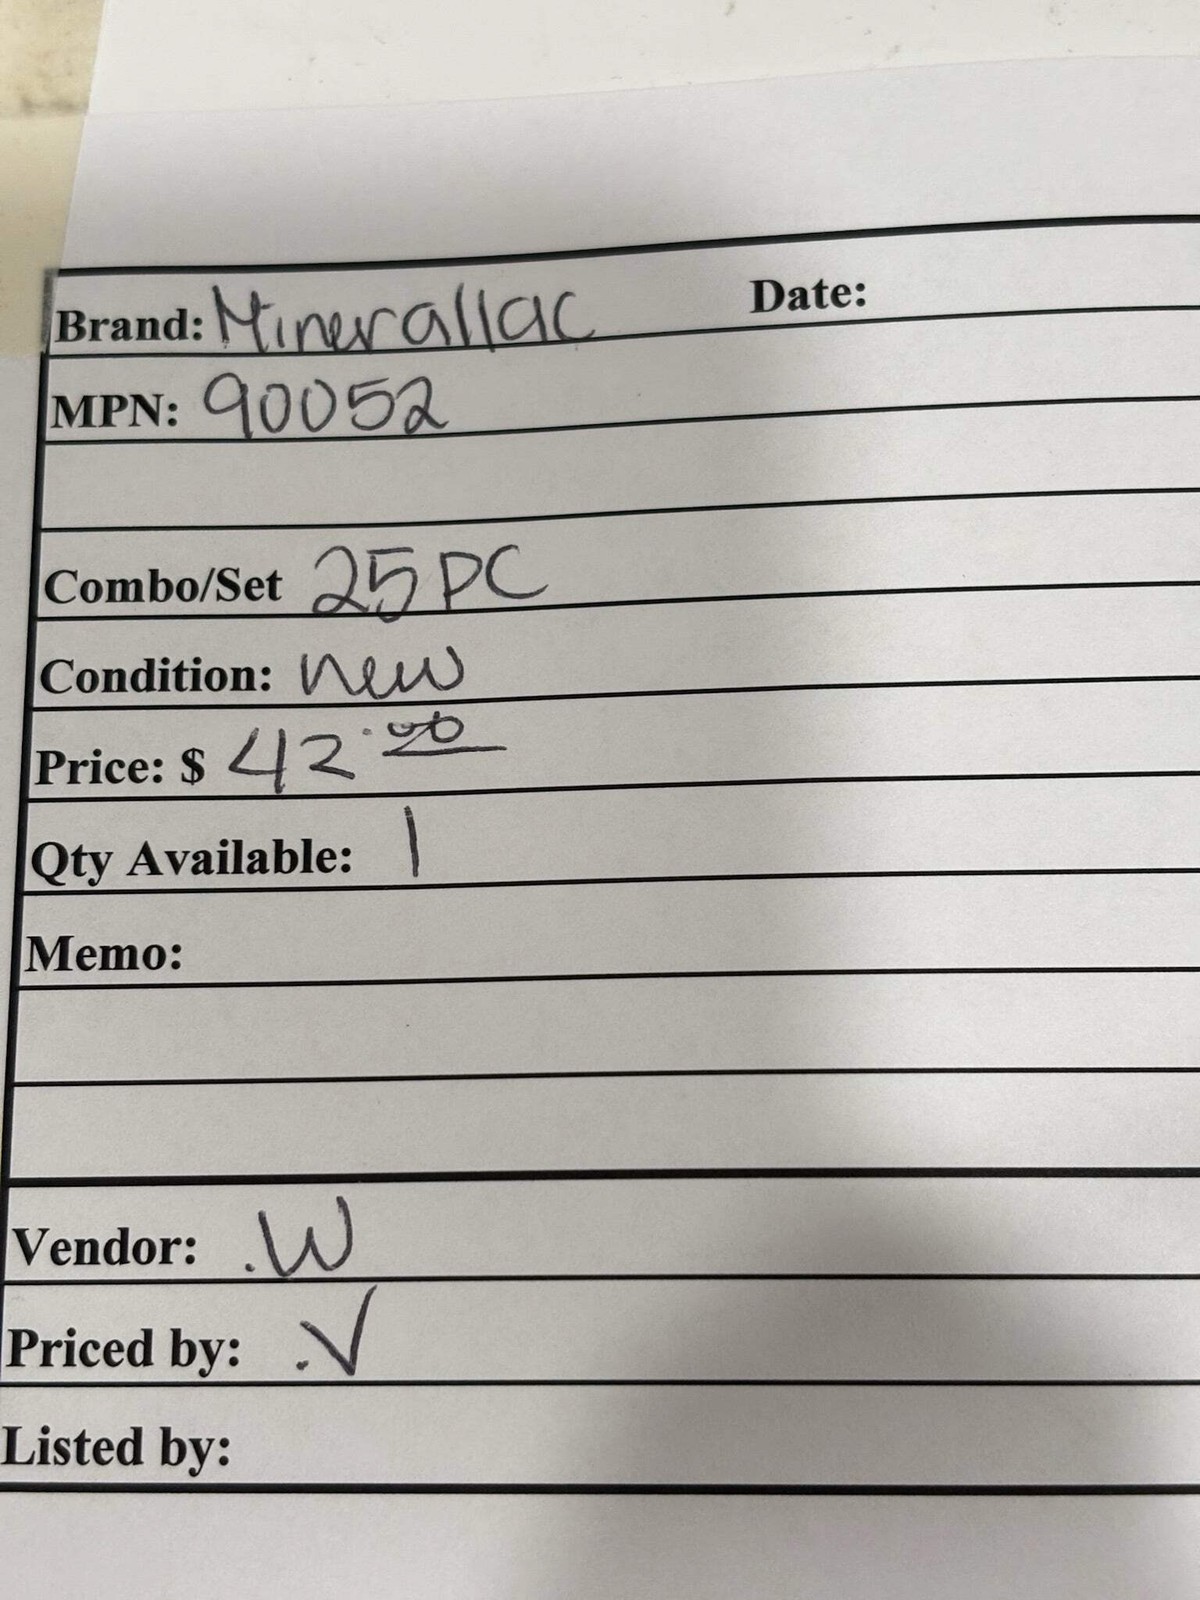 Brand: Minerallac Date:
MPN: 90052
Combo/Set 25 PC
Condition: new
Price: $ 42.00
Qty Available: 1
Memo:
Vendor: .W
Priced by: .V
Listed by: